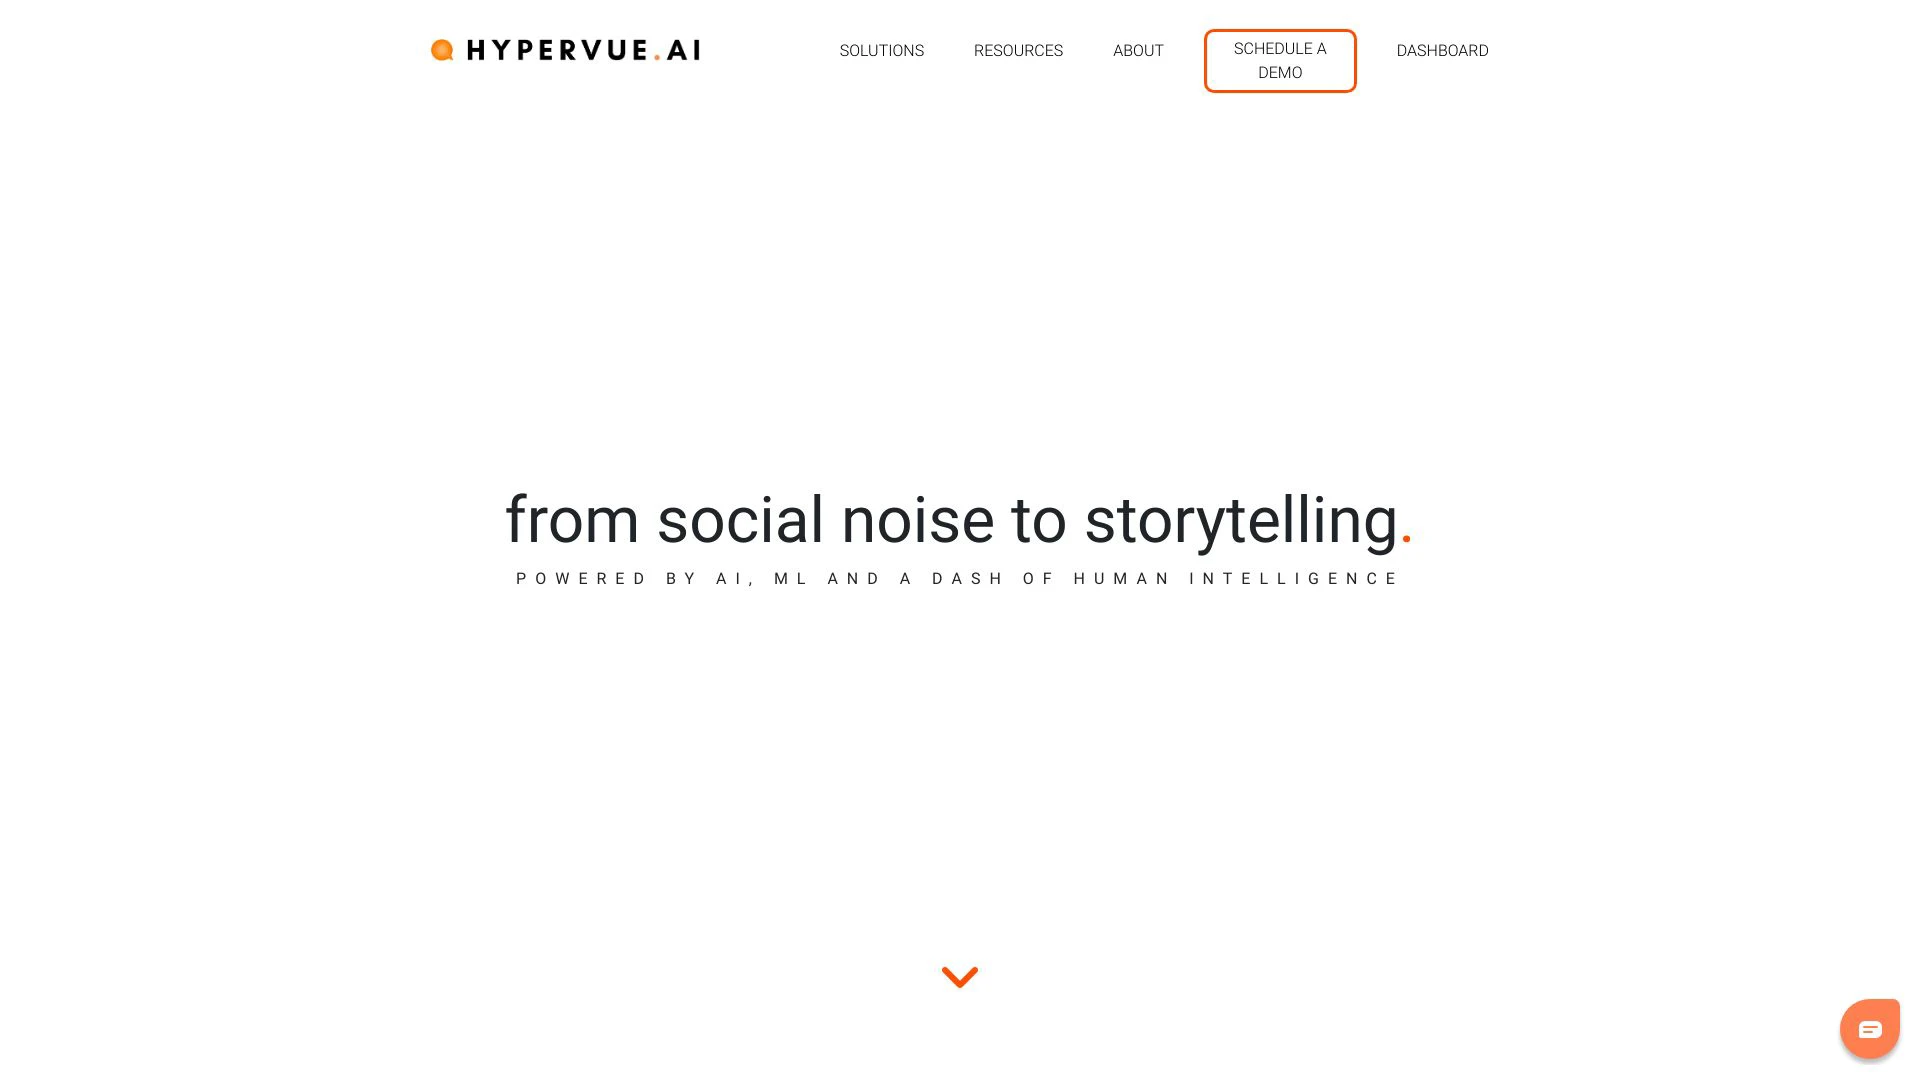 HYPERVUE.AI
SOLUTIONS
RESOURCES
ABOUT
SCHEDULE A
DEMO
DASHBOARD
from social noise to storytelling.
POWERED BY AI, ML AND A DASH OF HUMAN INTELLIGENCE